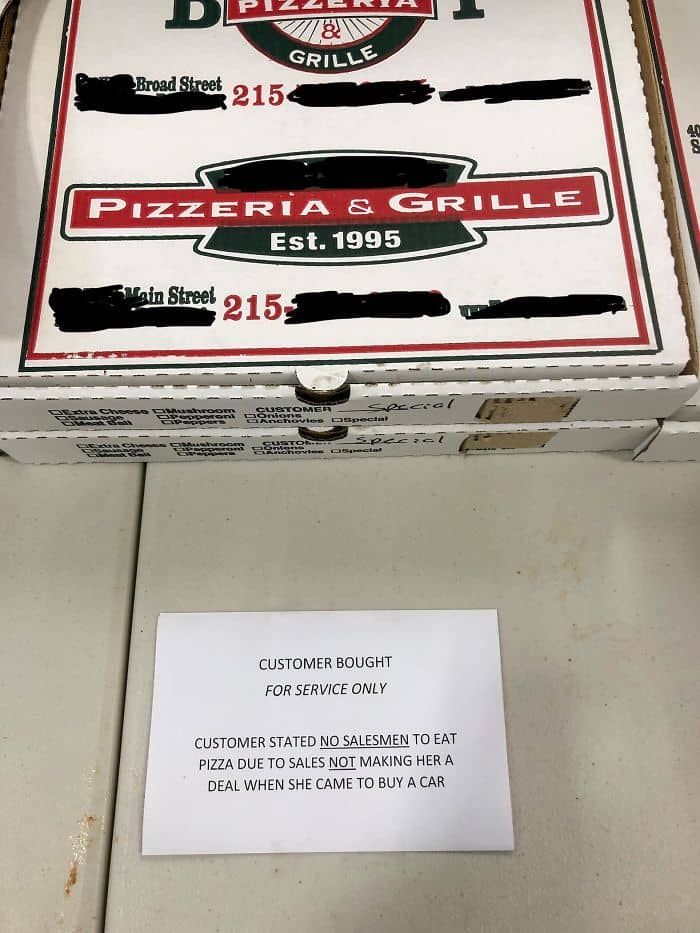 PIZZERIA
&
GRILLE
Broad Street 215
PIZZERIA & GRILLE
Est. 1995
Main Street 215-
CUSTOMER Special
□Extra Cheese □Mushroom □Onions
□Sausage □Pepperoni □Anchovies □Special
□Meat Ball □Peppers
CUSTOMER Special
□Extra Cheese □Mushroom □Onions
□Sausage □Pepperoni □Anchovies □Special
□Meat Ball □Peppers
CUSTOMER BOUGHT
FOR SERVICE ONLY
CUSTOMER STATED NO SALESMEN TO EAT
PIZZA DUE TO SALES NOT MAKING HER A
DEAL WHEN SHE CAME TO BUY A CAR